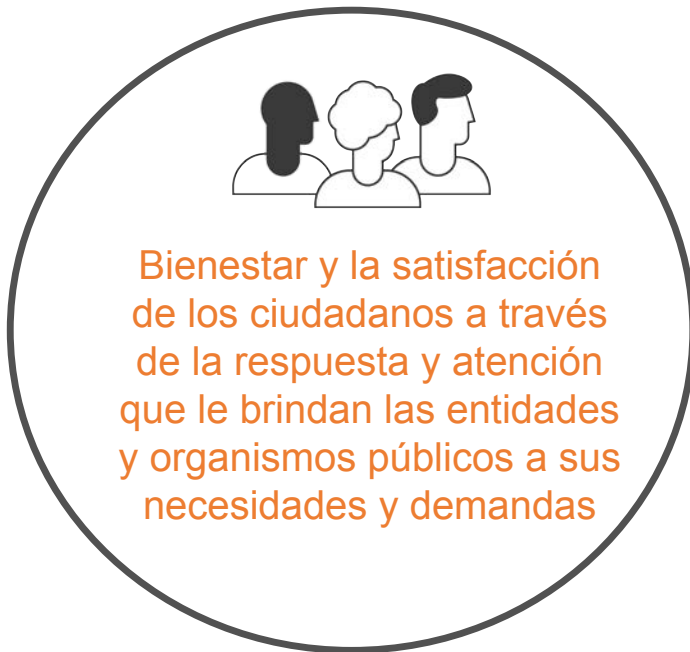 Bienestar y la satisfacción
de los ciudadanos a través
de la respuesta y atención
que le brindan las entidades
y organismos públicos a sus
necesidades y demandas